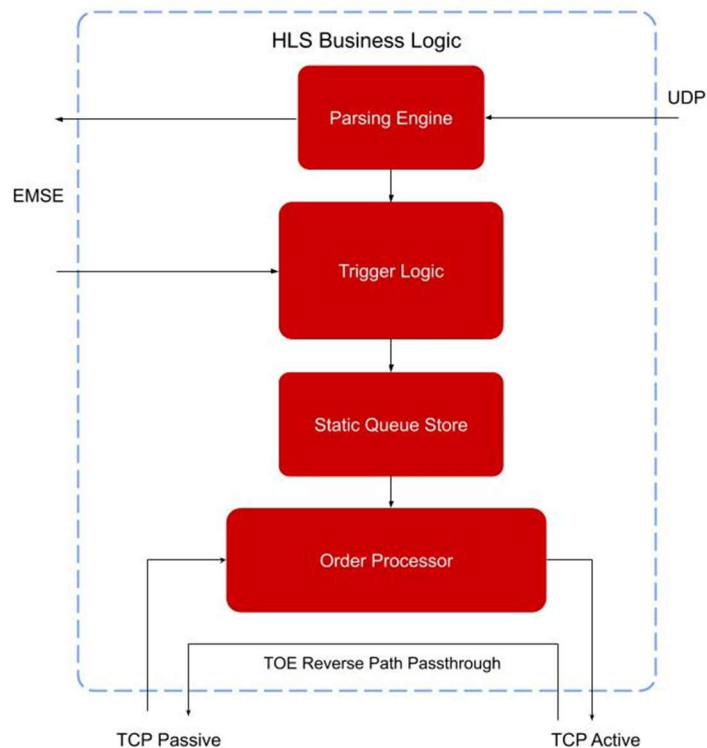 HLS Business Logic
UDP
Parsing Engine
EMSE
Trigger Logic
Static Queue Store
Order Processor
TOE Reverse Path Passthrough
TCP Passive
TCP Active